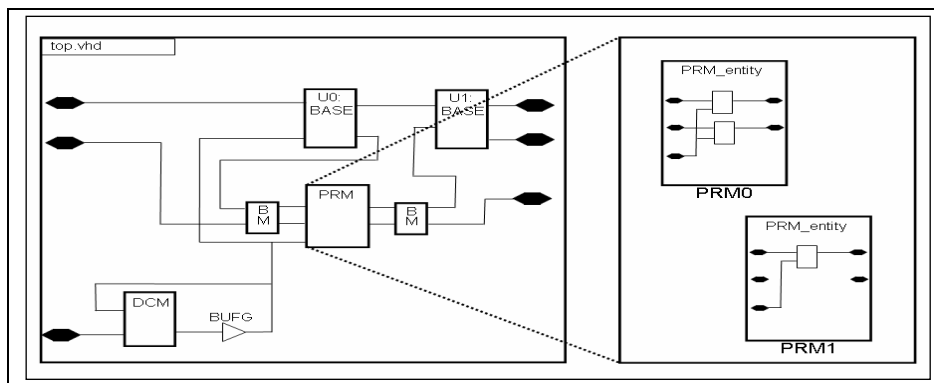 top.vhd
U0:
BASE
U1:
BASE
PRM
B
M
B
M
DCM
BUFG
PRM_entity
PRM0
PRM_entity
PRM1